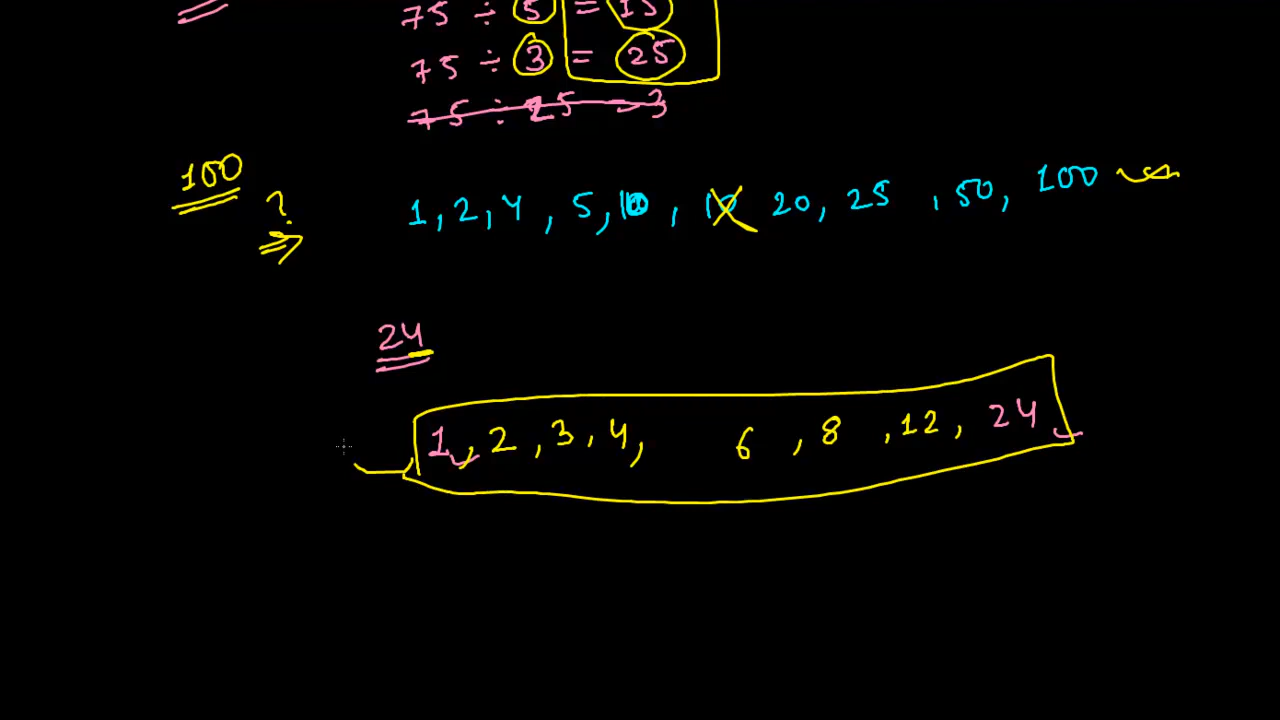 75 ÷ 5 = 15
75 ÷ 3 = 25
75 ÷ 25 = 3
100
? 1, 2, 4, 5, 10, 10 20, 25, 50, 100
24
1, 2, 3, 4, 6, 8, 12, 24